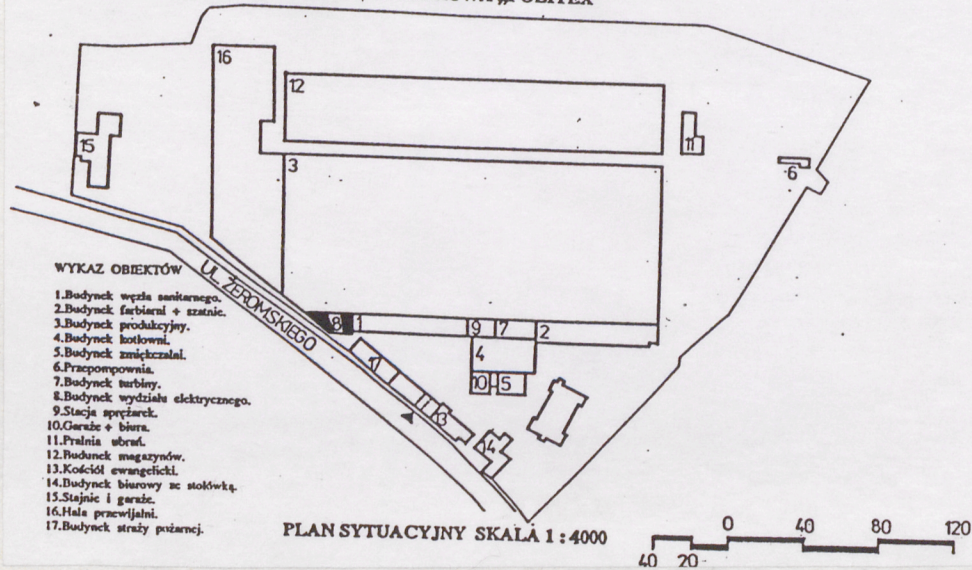 16
12
15
11
3
6
WYKAZ OBIEKTÓW
UL. ŻEROMSKIEGO
1.Budynek węzła sanitarnego.
2.Budynek farbiarni + szatnie.
3.Budynek produkcyjny.
4.Budynek kotłowni.
5.Budynek zmiękczalni.
6.Przepompownia.
7.Budynek turbiny.
8.Budynek wydziału elektrycznego.
9.Stacja sprężarek.
10.Garaże + biura.
11.Pralnia ubrań.
12.Budunek magazynów.
13.Kościół ewangelicki.
14.Budynek biurowy ze stołówką.
15.Stajnie i garaże.
16.Hala przewijalni.
17.Budynek straży pożarnej.
8 1 9 7 2
4
10 5
17
11
13
14
PLAN SYTUACYJNY SKALA 1 : 4000
0 40 80 120
40 20